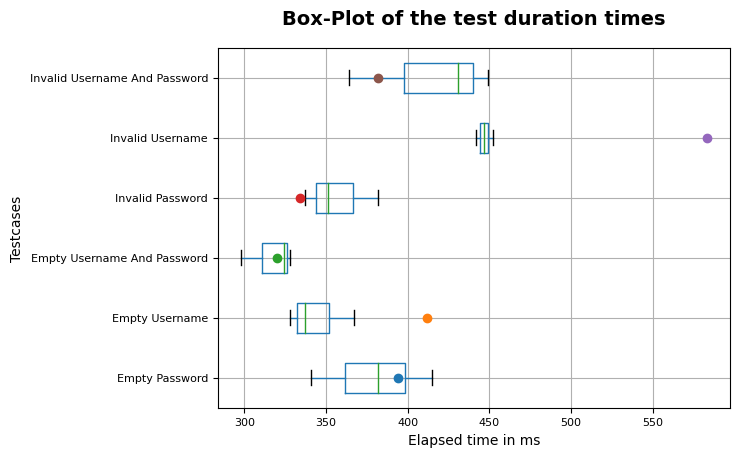 Box-Plot of the test duration times
Testcases
Invalid Username And Password
Invalid Username
Invalid Password
Empty Username And Password
Empty Username
Empty Password
300 350 400 450 500 550
Elapsed time in ms